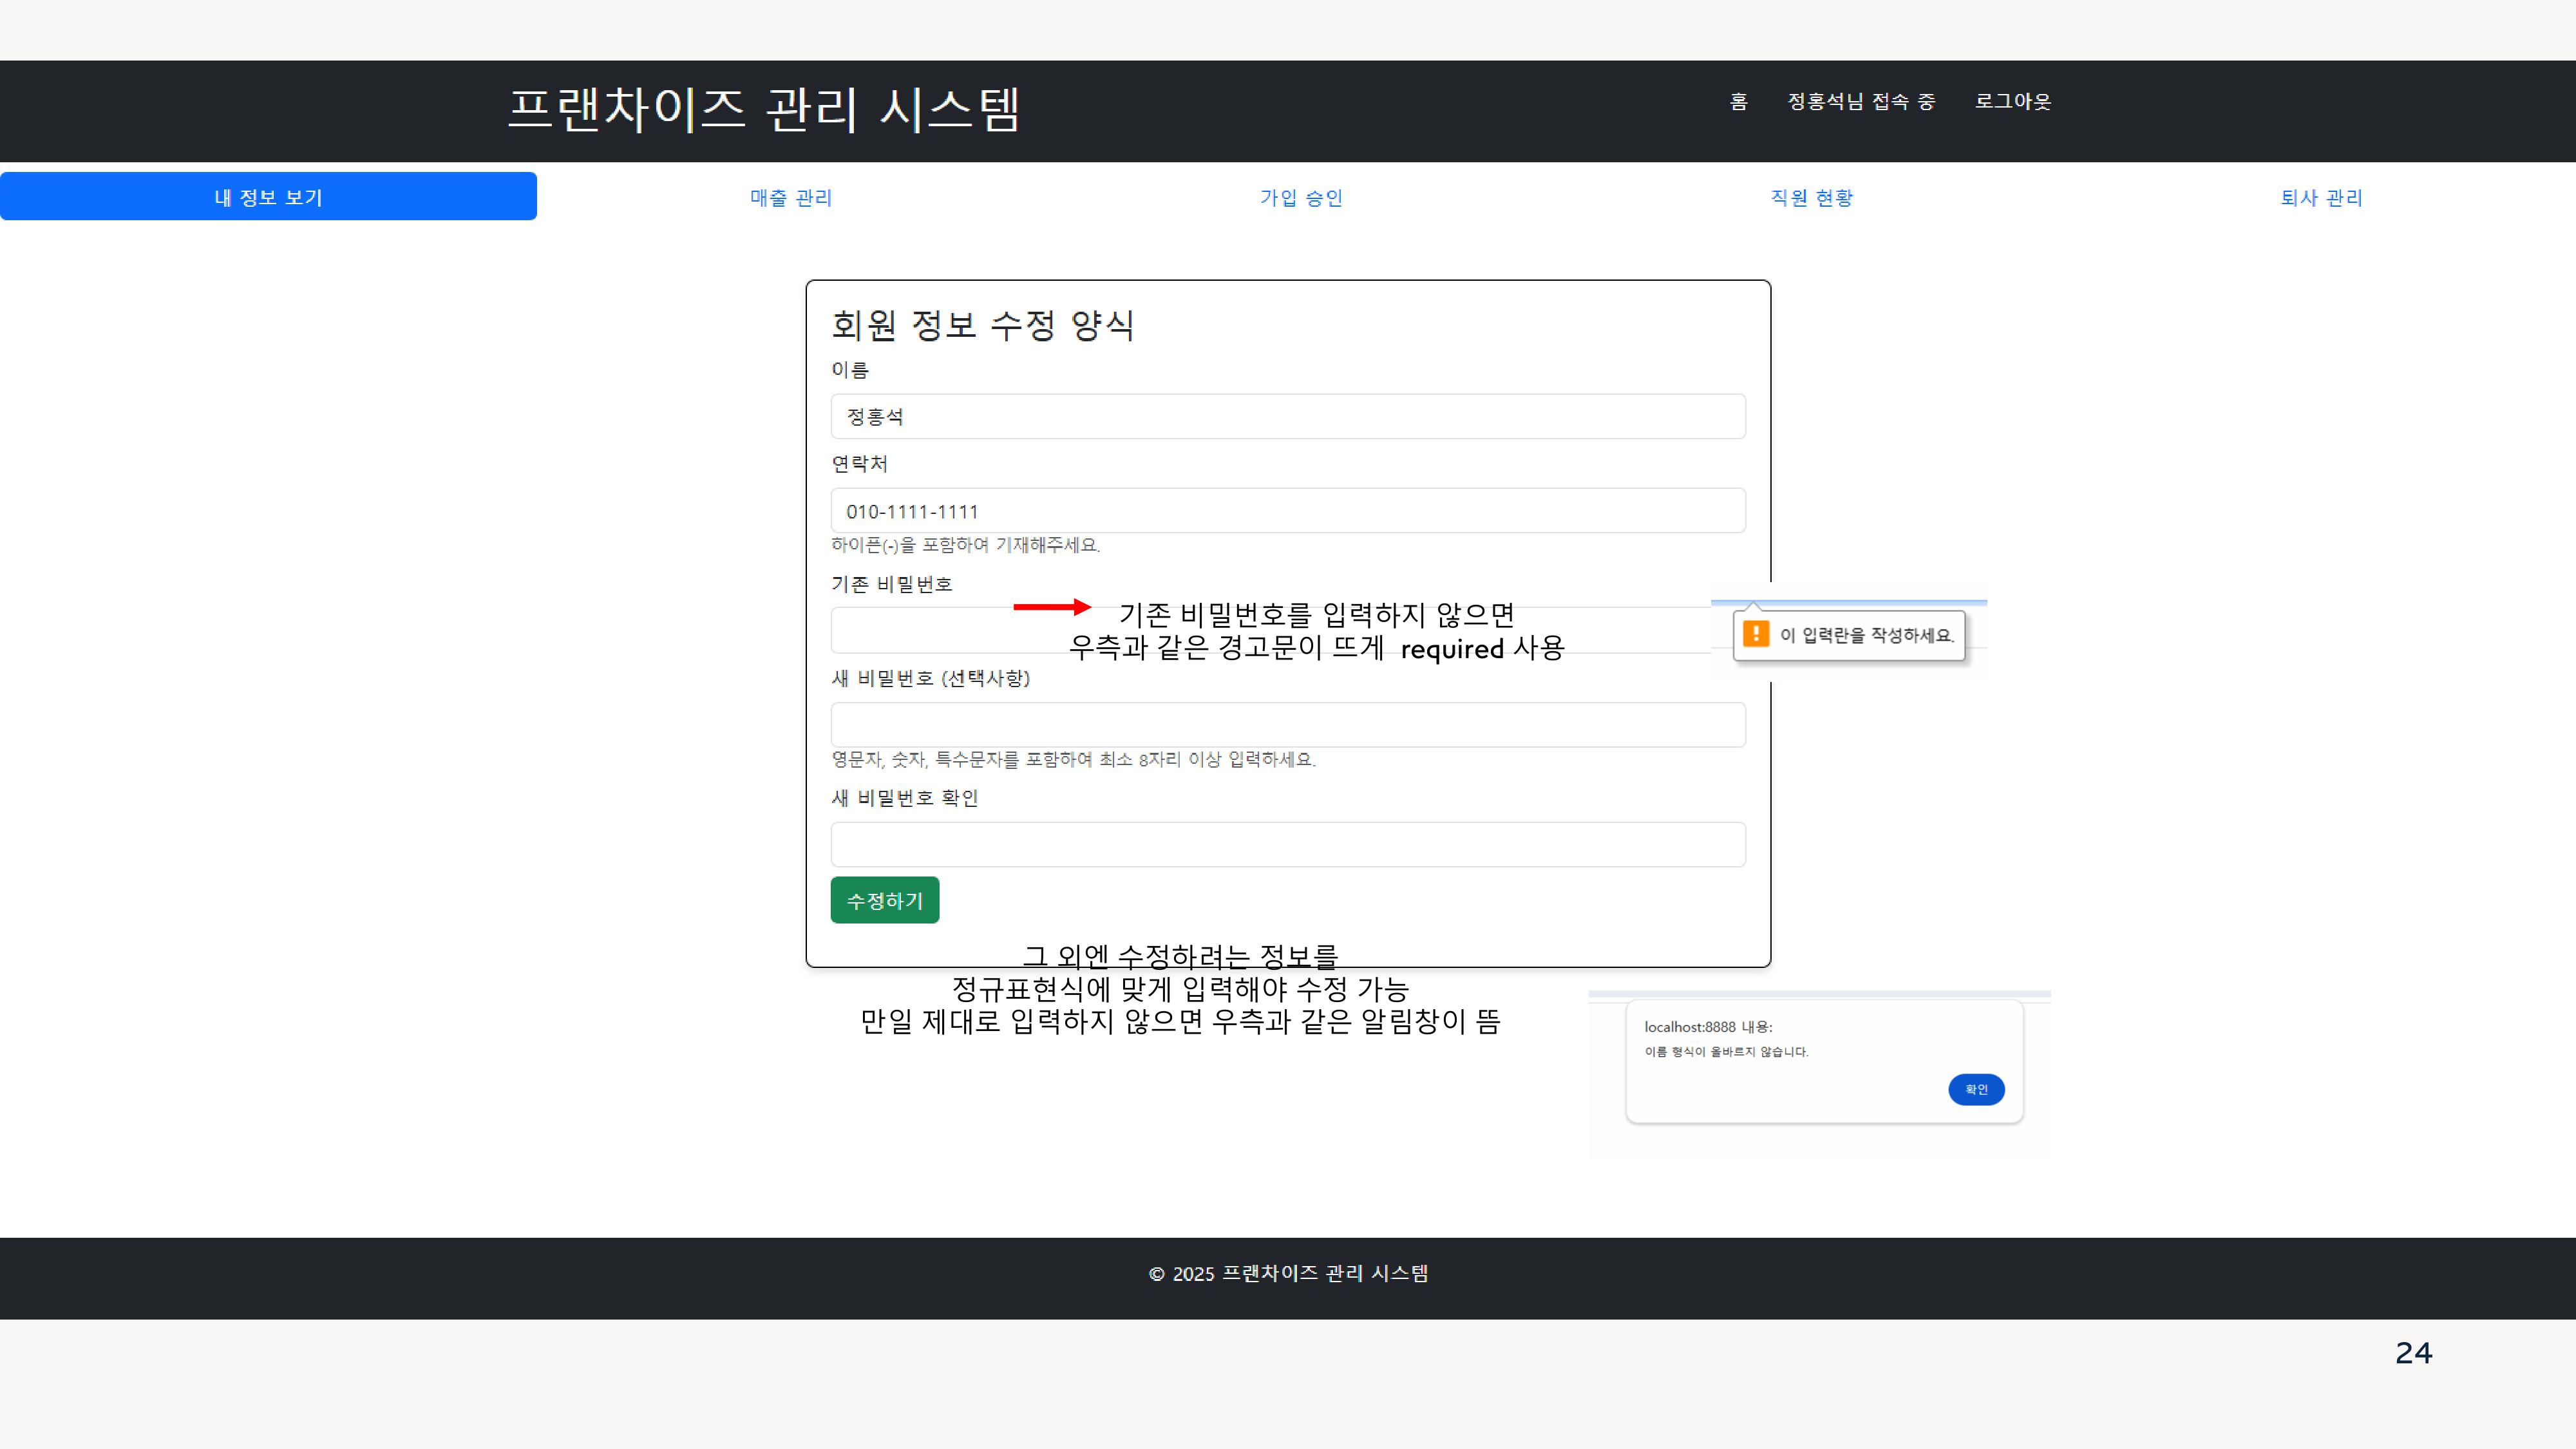 프랜차이즈 관리 시스템
홈 정홍석님 접속 중 로그아웃
내 정보 보기 매출 관리 가입 승인 직원 현황 퇴사 관리
회원 정보 수정 양식
이름
정홍석
연락처
010-1111-1111
하이픈(-)을 포함하여 기재해주세요.
기존 비밀번호
기존 비밀번호를 입력하지 않으면
우측과 같은 경고문이 뜨게 required 사용
이 입력란을 작성하세요.
새 비밀번호 (선택사항)
영문자, 숫자, 특수문자를 포함하여 최소 8자리 이상 입력하세요.
새 비밀번호 확인
수정하기
그 외엔 수정하려는 정보를
정규표현식에 맞게 입력해야 수정 가능
만일 제대로 입력하지 않으면 우측과 같은 알림창이 뜸
localhost:8888 내용:
이름 형식이 올바르지 않습니다.
확인
© 2025 프랜차이즈 관리 시스템
24